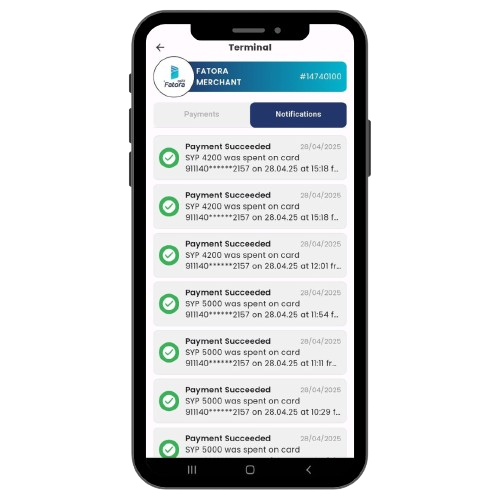 Terminal
Fatora
FATORA
MERCHANT
#14740100
Payments
Notifications
Payment Succeeded 28/04/2025
SYP 4200 was spent on card
911140******2157 on 28.04.25 at 15:18 f...
Payment Succeeded 28/04/2025
SYP 4200 was spent on card
911140******2157 on 28.04.25 at 15:18 f...
Payment Succeeded 28/04/2025
SYP 4200 was spent on card
911140******2157 on 28.04.25 at 12:01 fr...
Payment Succeeded 28/04/2025
SYP 5000 was spent on card
911140******2157 on 28.04.25 at 11:54 f...
Payment Succeeded 28/04/2025
SYP 5000 was spent on card
911140******2157 on 28.04.25 at 11:11 fr...
Payment Succeeded 28/04/2025
SYP 5000 was spent on card
911140******2157 on 28.04.25 at 10:29 f...
Payment Succeeded 28/04/2025
SYP 5000 was spent on card